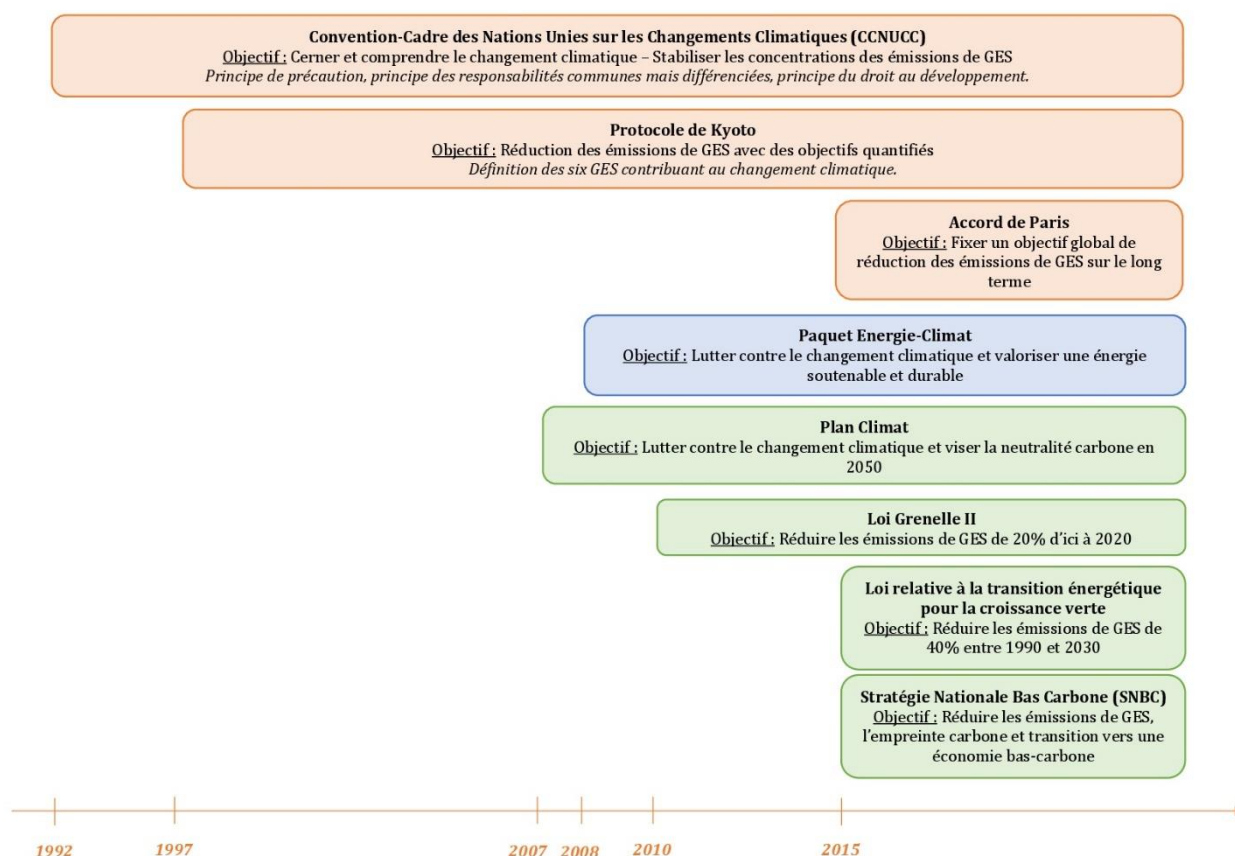 Convention-Cadre des Nations Unies sur les Changements Climatiques (CCNUCC)
Objectif : Cerner et comprendre le changement climatique – Stabiliser les concentrations des émissions de GES
Principe de précaution, principe des responsabilités communes mais différenciées, principe du droit au développement.
Protocole de Kyoto
Objectif : Réduction des émissions de GES avec des objectifs quantifiés
Définition des six GES contribuant au changement climatique.
Accord de Paris
Objectif : Fixer un objectif global de
réduction des émissions de GES sur le long
terme
Paquet Energie-Climat
Objectif : Lutter contre le changement climatique et valoriser une énergie
soutenable et durable
Plan Climat
Objectif : Lutter contre le changement climatique et viser la neutralité carbone en
2050
Loi Grenelle II
Objectif : Réduire les émissions de GES de 20% d'ici à 2020
Loi relative à la transition énergétique
pour la croissance verte
Objectif : Réduire les émissions de GES de
40% entre 1990 et 2030
Stratégie Nationale Bas Carbone (SNBC)
Objectif : Réduire les émissions de GES,
l'empreinte carbone et transition vers une
économie bas-carbone
1992 1997 2007 2008 2010 2015